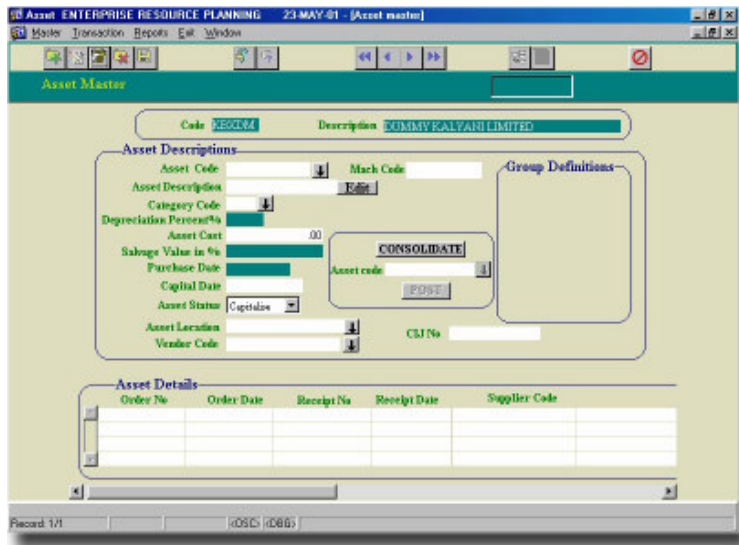 Asset ENTERPRISE RESOURCE PLANNING 23-MAY-01 - [Asset master]
Master Transaction Reports Exit Window
Asset Master
Code Description DUMMY KALYANI LIMITED
Asset Descriptions
Group Definitions
Asset Code Mach Code
Asset Description Edit
Category Code
Depreciation Percent%
Asset Cost .00
CONSOLIDATE
Salvage Value in %
Purchase Date Asset code
Capital Date POST
Asset Status Capitalise
Asset Location
CIJ No
Vendor Code
Asset Details
Order No Order Date Receipt No Receipt Date Supplier Code
Record: 1/1 <OSC> <DBG>